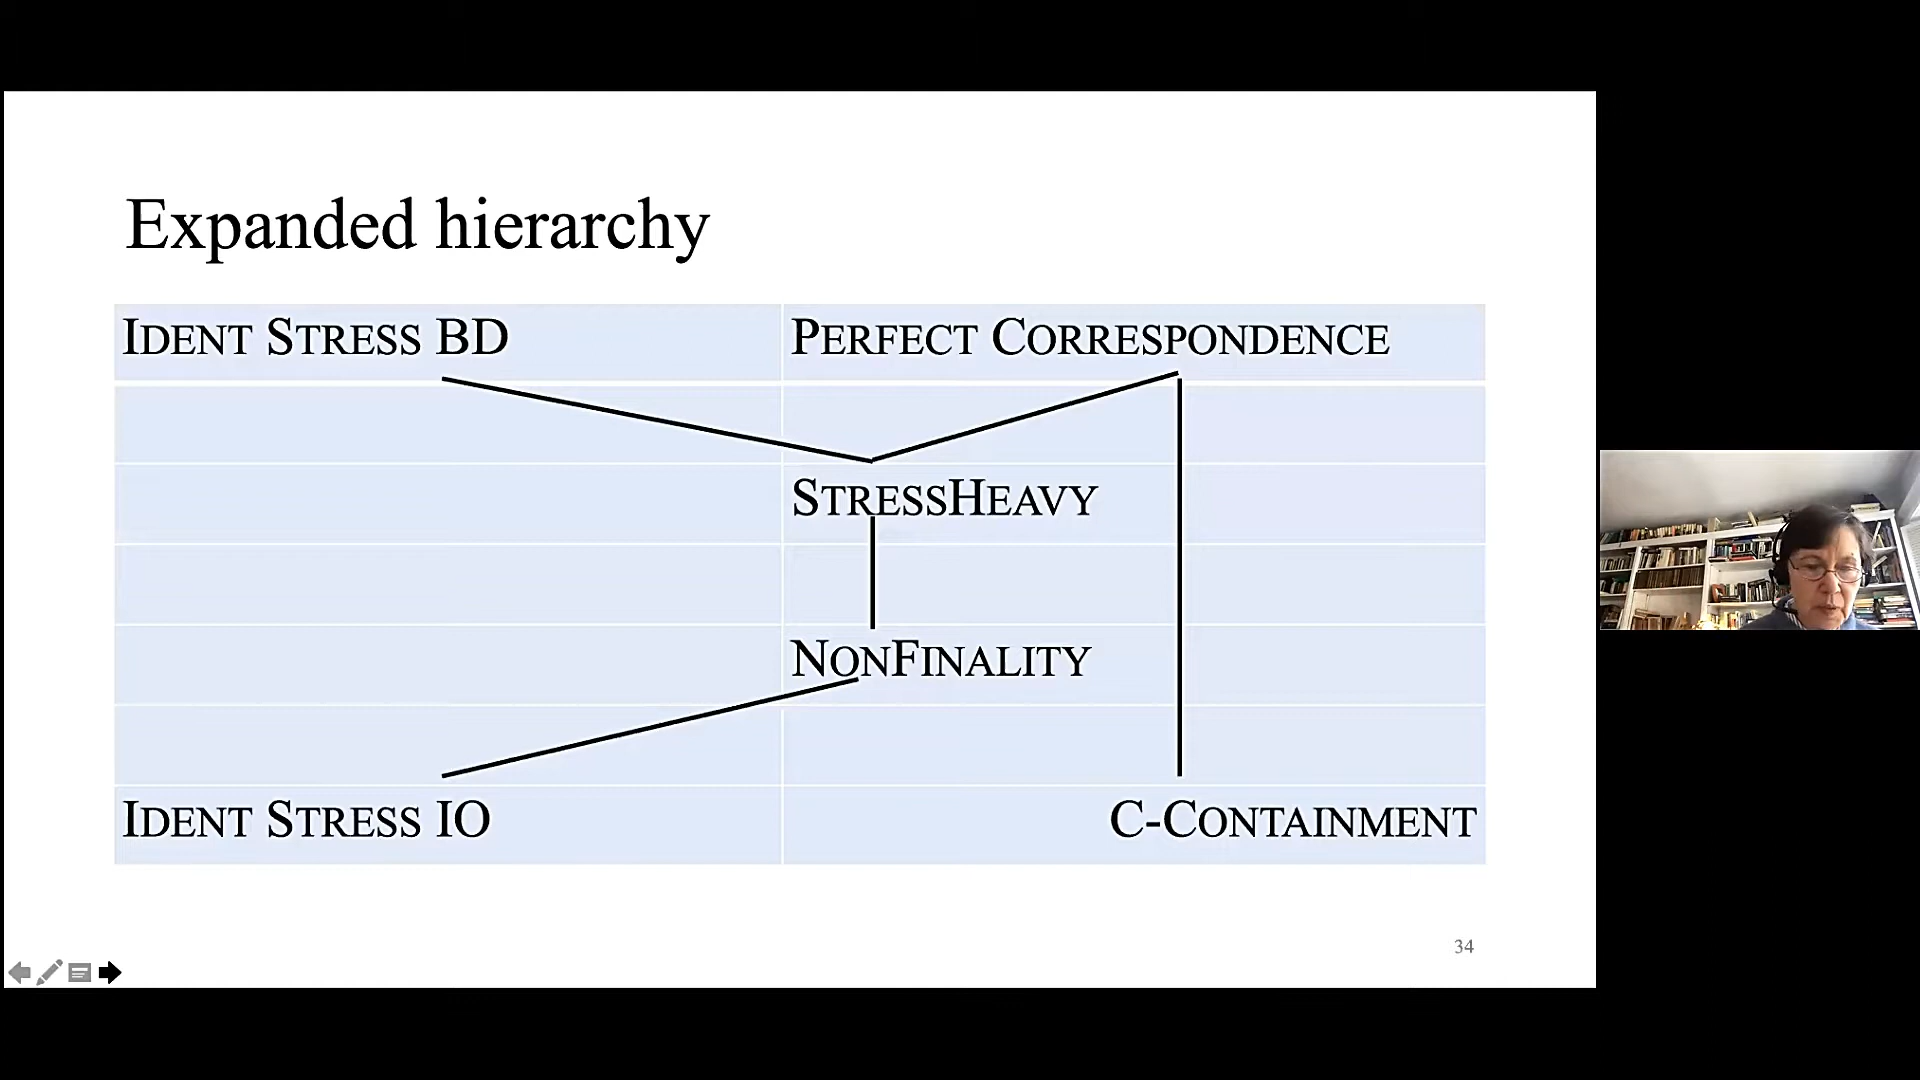 Expanded hierarchy
IDENT STRESS BD
PERFECT CORRESPONDENCE
STRESSHEAVY
NONFINALITY
IDENT STRESS IO
C-CONTAINMENT
34